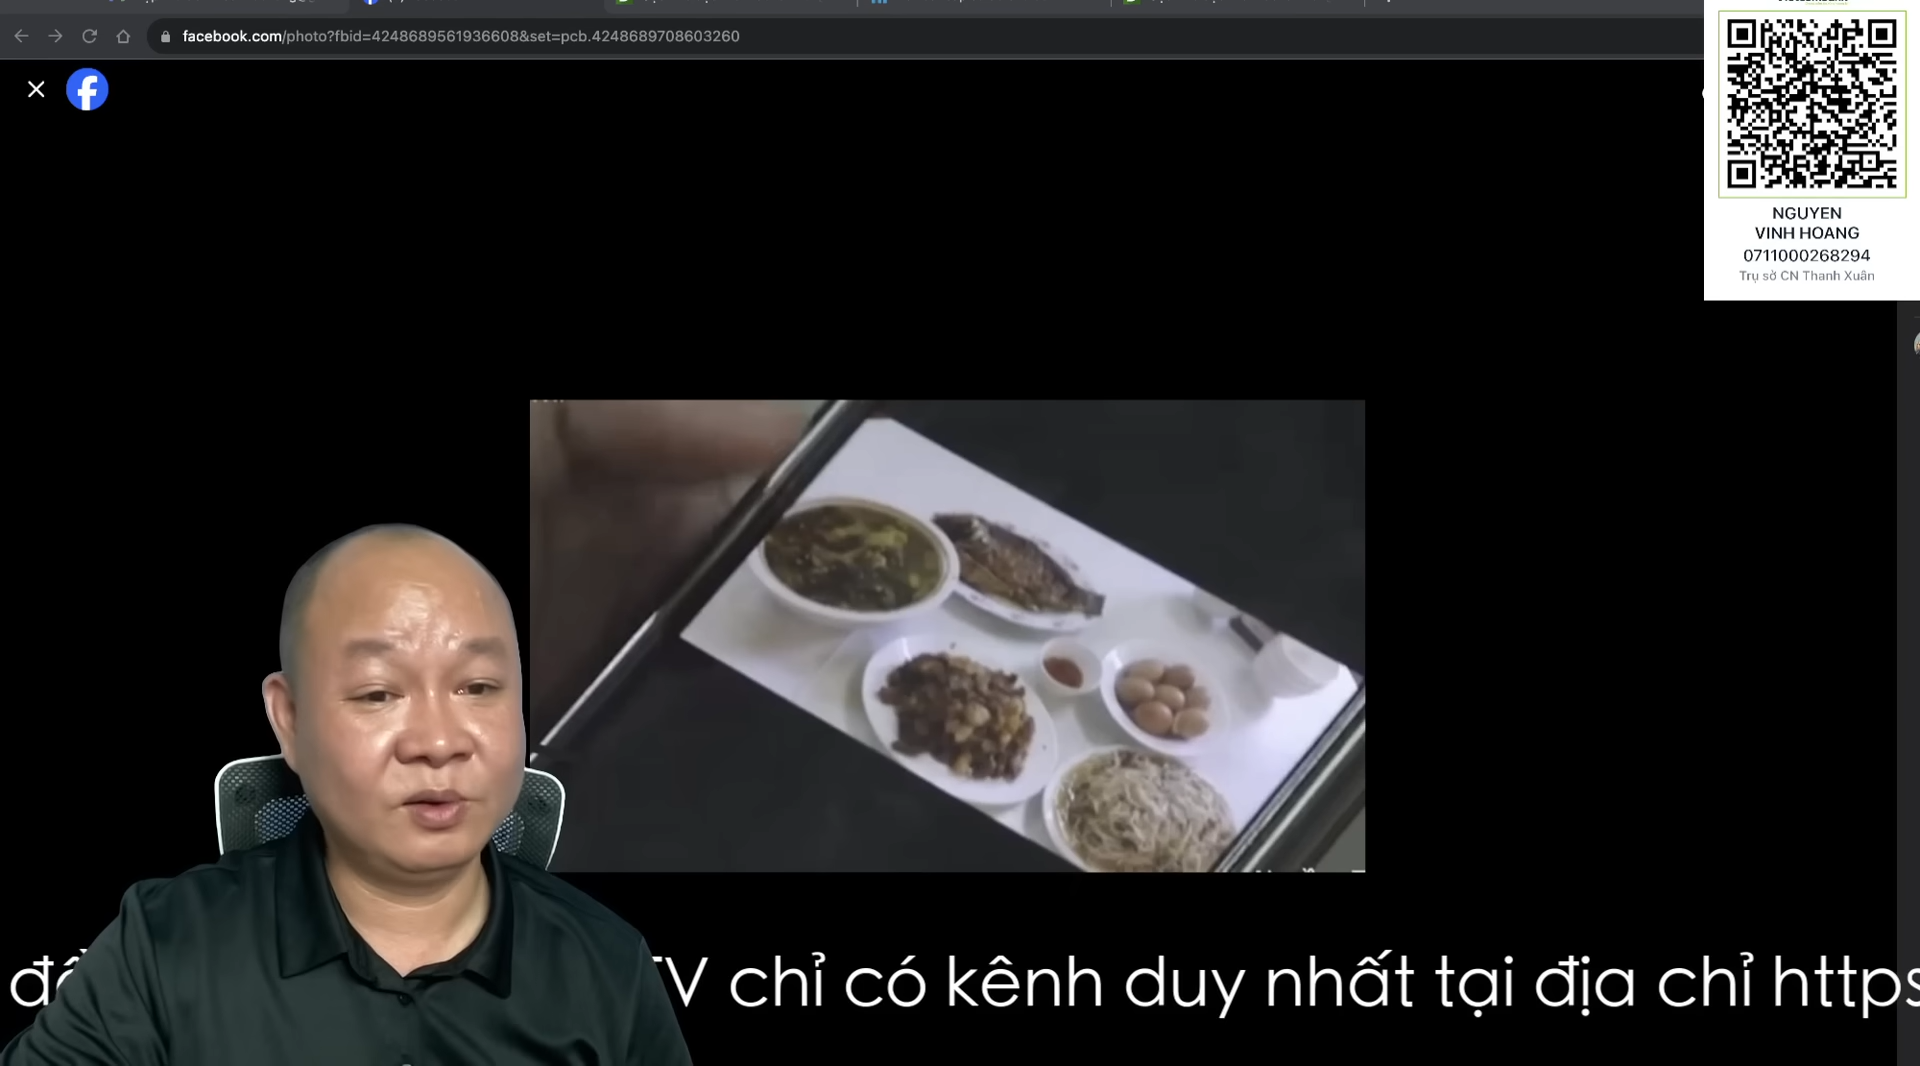 facebook.com/photo?fbid=4248689561936608&set=pcb.4248689708603260
NGUYEN
VINH HOANG
0711000268294
Trụ sở CN Thanh Xuân
TV chỉ có kênh duy nhất tại địa chỉ https